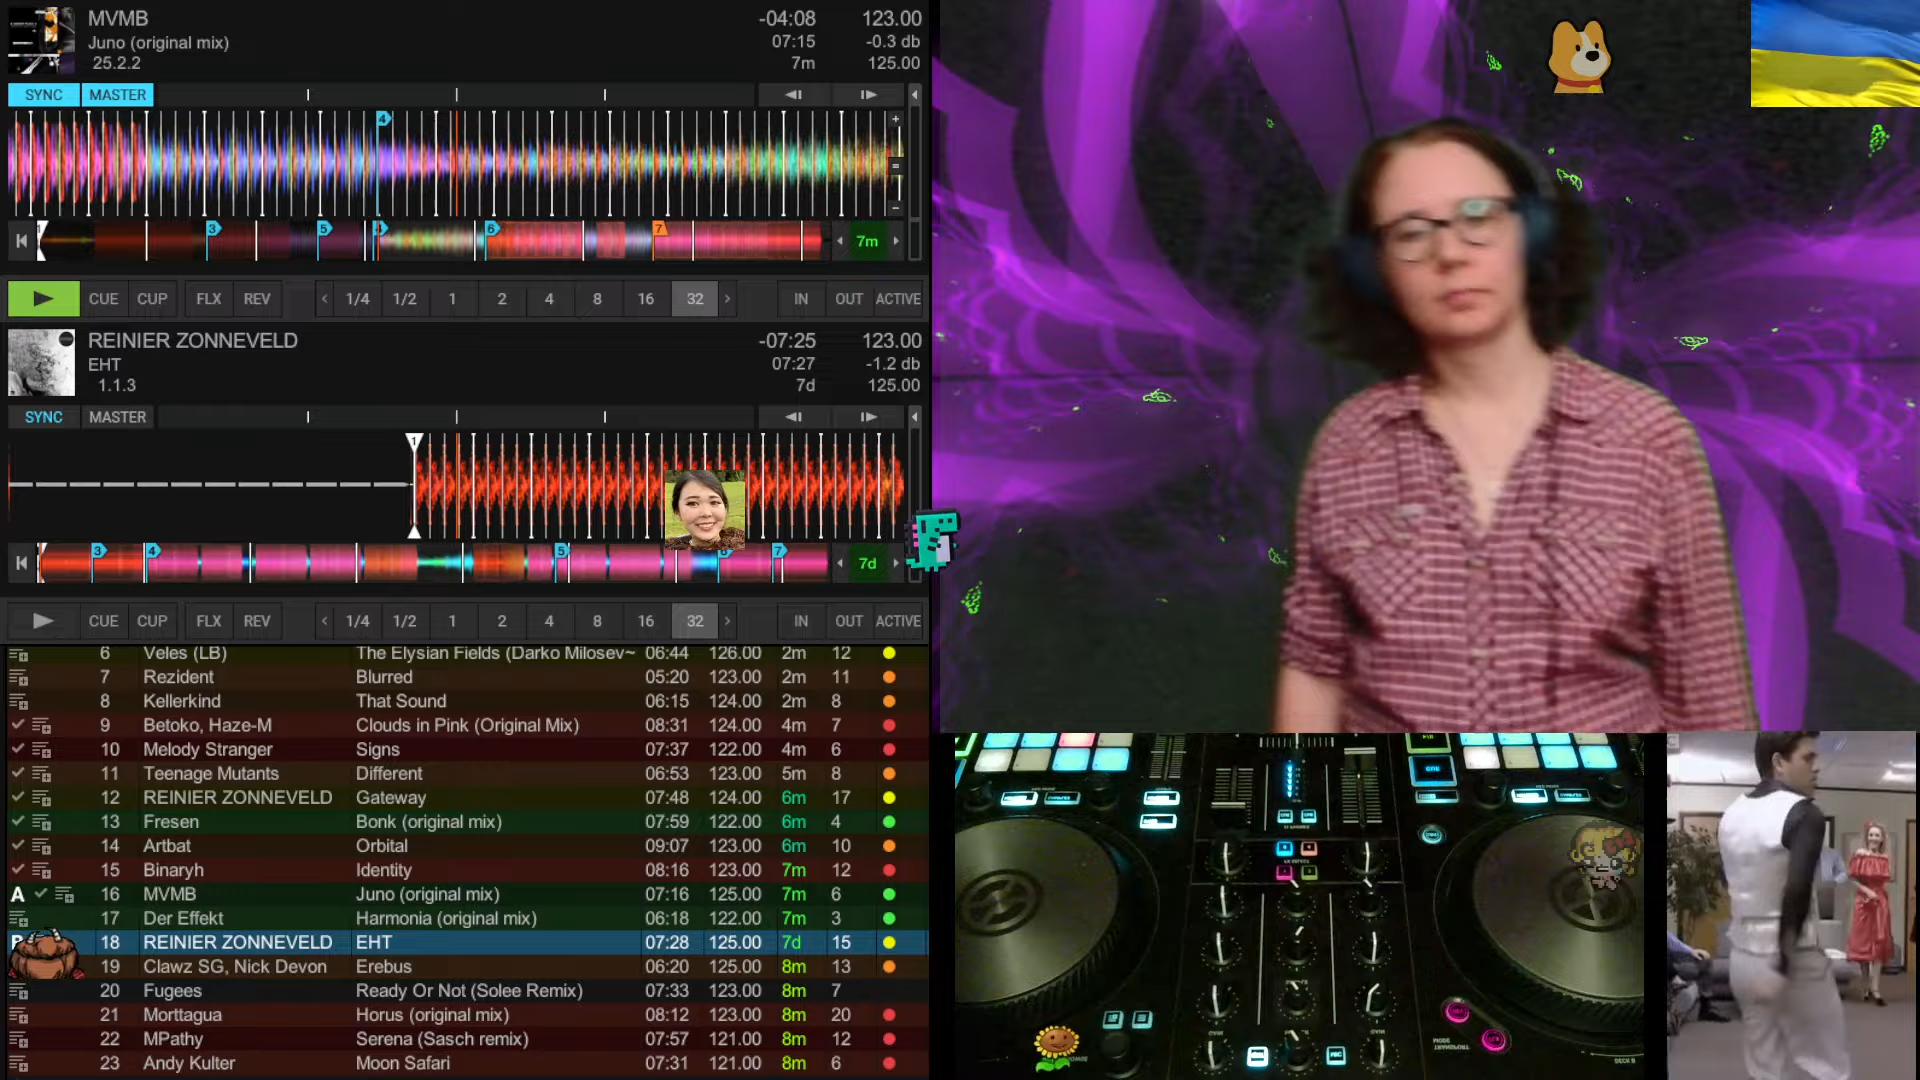 MVMB -04:08 123.00
Juno (original mix) 07:15 -0.3 db
25.2.2 7m 125.00
SYNC MASTER
4
3 5 4 6 7 7m
CUE CUP FLX REV 1/4 1/2 1 2 4 8 16 32 IN OUT ACTIVE
REINIER ZONNEVELD -07:25 123.00
EHT 07:27 -1.2 db
1.1.3 7d 125.00
SYNC MASTER
1
3 4 5 6 7 7d
CUE CUP FLX REV 1/4 1/2 1 2 4 8 16 32 IN OUT ACTIVE
6 Veles (LB) The Elysian Fields (Darko Milosev~ 06:44 126.00 2m 12
7 Rezident Blurred 05:20 123.00 2m 11
8 Kellerkind That Sound 06:15 124.00 2m 8
9 Betoko, Haze-M Clouds in Pink (Original Mix) 08:31 124.00 4m 7
10 Melody Stranger Signs 07:37 122.00 4m 6
11 Teenage Mutants Different 06:53 123.00 5m 8
12 REINIER ZONNEVELD Gateway 07:48 124.00 6m 17
13 Fresen Bonk (original mix) 07:59 122.00 6m 4
14 Artbat Orbital 09:07 123.00 6m 10
15 Binaryh Identity 08:16 123.00 7m 12
A 16 MVMB Juno (original mix) 07:16 125.00 7m 6
17 Der Effekt Harmonia (original mix) 06:18 122.00 7m 3
18 REINIER ZONNEVELD EHT 07:28 125.00 7d 15
19 Clawz SG, Nick Devon Erebus 06:20 125.00 8m 13
20 Fugees Ready Or Not (Solee Remix) 07:33 123.00 8m 7
21 Morttagua Horus (original mix) 08:12 123.00 8m 20
22 MPathy Serena (Sasch remix) 07:57 121.00 8m 12
23 Andy Kulter Moon Safari 07:31 121.00 8m 6